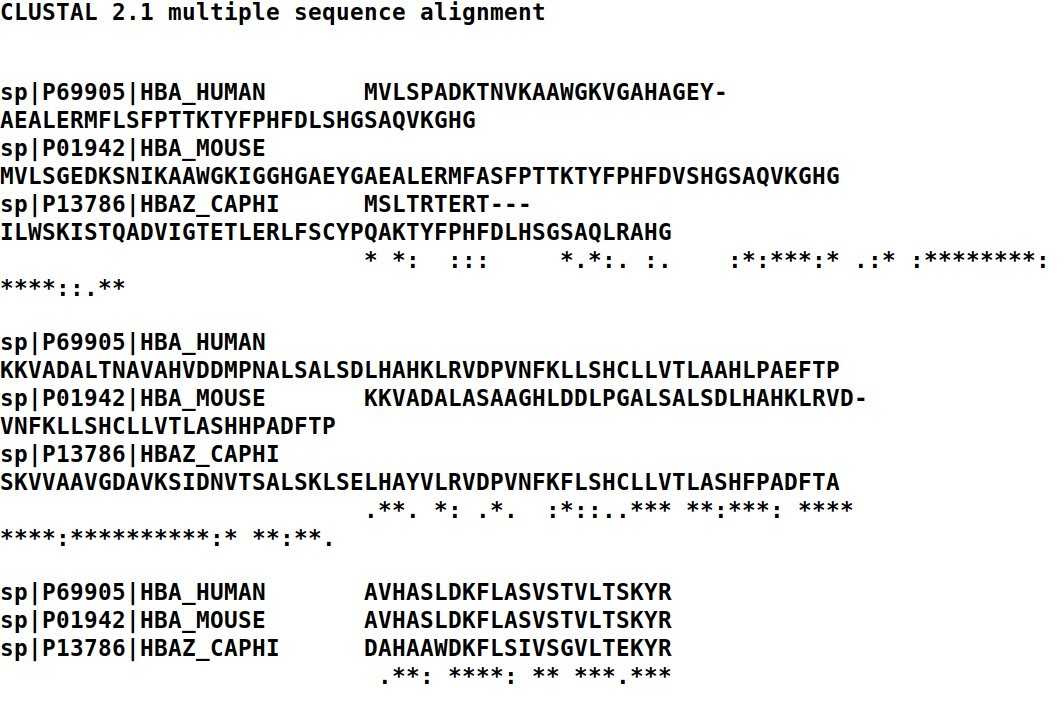 CLUSTAL 2.1 multiple sequence alignment
sp|P69905|HBA_HUMAN       MVLSPADKTNVKAAWGKVGAHAGEY-
AEALERMFLSFPTTKTYFPHFDLSHGSAQVKGHG
sp|P01942|HBA_MOUSE
MVLSGEDKSNIKAAWGKIGGHGAEYGAEALERMFASFPTTKTYFPHFDVSHGSAQVKGHG
sp|P13786|HBAZ_CAPHI      MSLTRTERT---
ILWSKISTQADVIGTETLERLFSCYPQAKTYFPHFDLHSGSAQLRAHG
                          * *:  :::     *.*:. :.    :*:***:* .:* :********:
****::.**
sp|P69905|HBA_HUMAN
KKVADALTNAVAHVDDMPNALSALSDLHAHKLRVDPVNFKLLSHCLLVTLAAHLPAEFTP
sp|P01942|HBA_MOUSE       KKVADALASAAGHLDDLPGALSALSDLHAHKLRVD-
VNFKLLSHCLLVTLASHHPADFTP
sp|P13786|HBAZ_CAPHI
SKVVAAVGDAVKSIDNVTSALSKLSELHAYVLRVDPVNFKFLSHCLLVTLASHFPADFTA
                          .**. *: .*.  :*::..*** **:***: ****
****:**********:* **:**.
sp|P69905|HBA_HUMAN       AVHASLDKFLASVSTVLTSKYR
sp|P01942|HBA_MOUSE       AVHASLDKFLASVSTVLTSKYR
sp|P13786|HBAZ_CAPHI      DAHAAWDKFLSIVSGVLTEKYR
                           .**: ****: ** ***.***